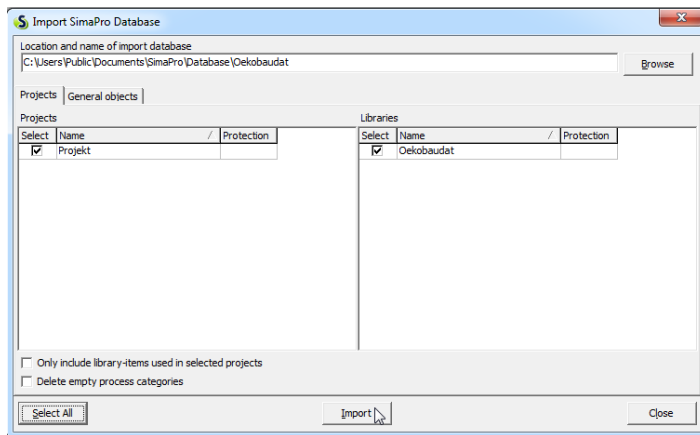 Import SimaPro Database
Location and name of import database
C:\Users\Public\Documents\SimaPro\Database\Oekobaudat
Browse
Projects General objects
Projects Libraries
Select Name / Protection Select Name / Protection
Projekt Oekobaudat
Only include library-items used in selected projects
Delete empty process categories
Select All Import Close